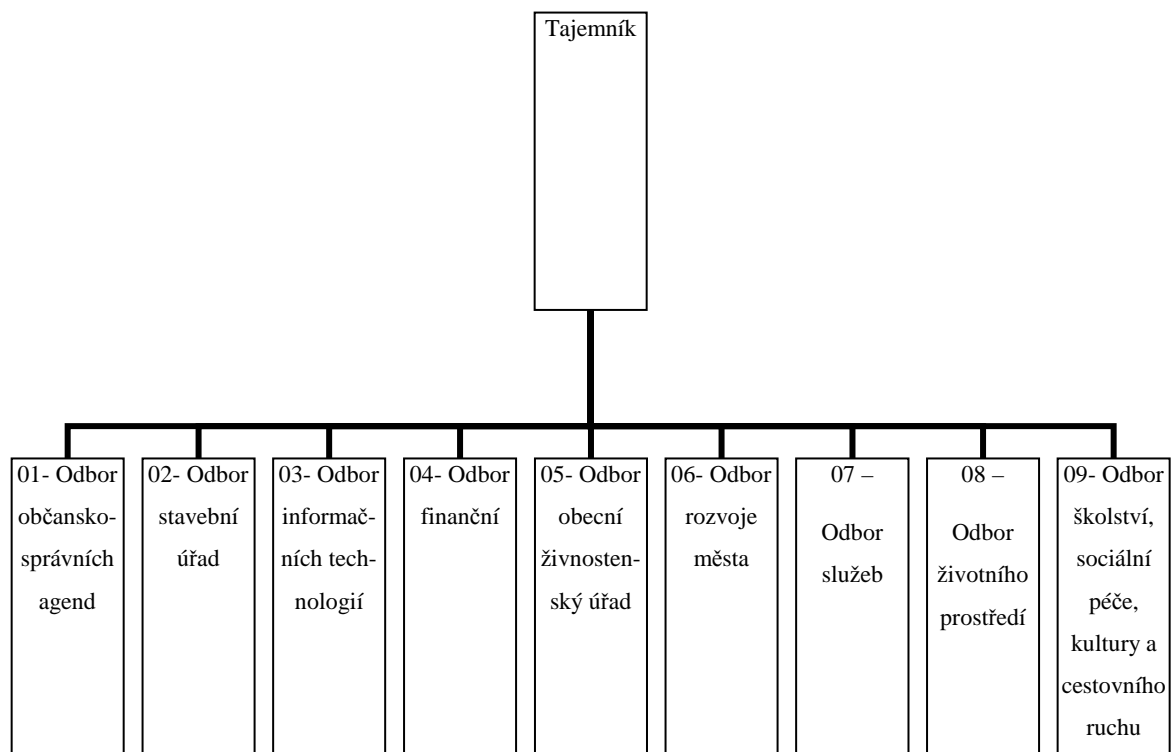 Tajemník
01- Odbor
občansko-
správních
agend
02- Odbor
stavební
úřad
03- Odbor
informač-
ních tech-
nologií
04- Odbor
finanční
05- Odbor
obecní
živnosten-
ský úřad
06- Odbor
rozvoje
města
07 –
Odbor
služeb
08 –
Odbor
životního
prostředí
09- Odbor
školství,
sociální
péče,
kultury a
cestovního
ruchu